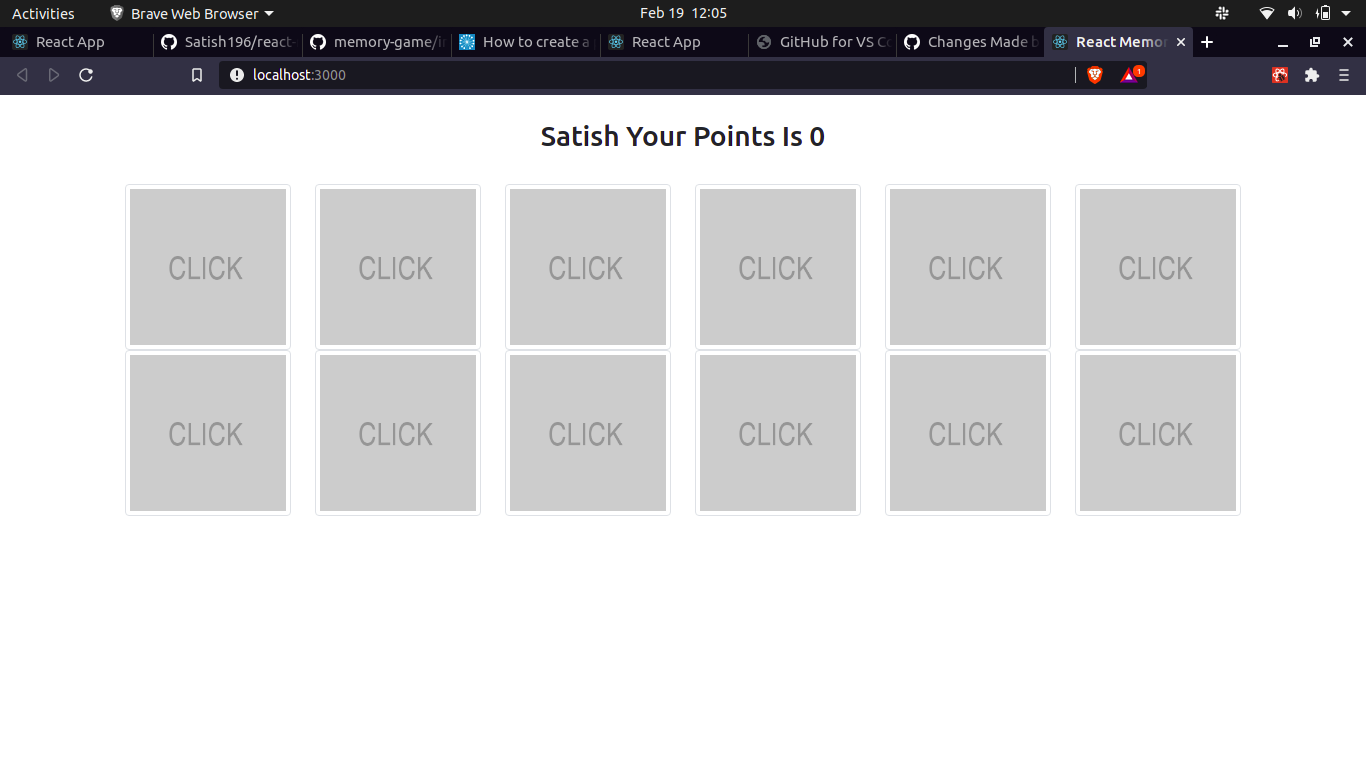 Activities Brave Web Browser Feb 19 12:05
React App Satish196/react- memory-game/i How to create a React App GitHub for VS Co Changes Made b React Memor
localhost:3000 1
Satish Your Points Is 0
CLICK CLICK CLICK CLICK CLICK CLICK
CLICK CLICK CLICK CLICK CLICK CLICK